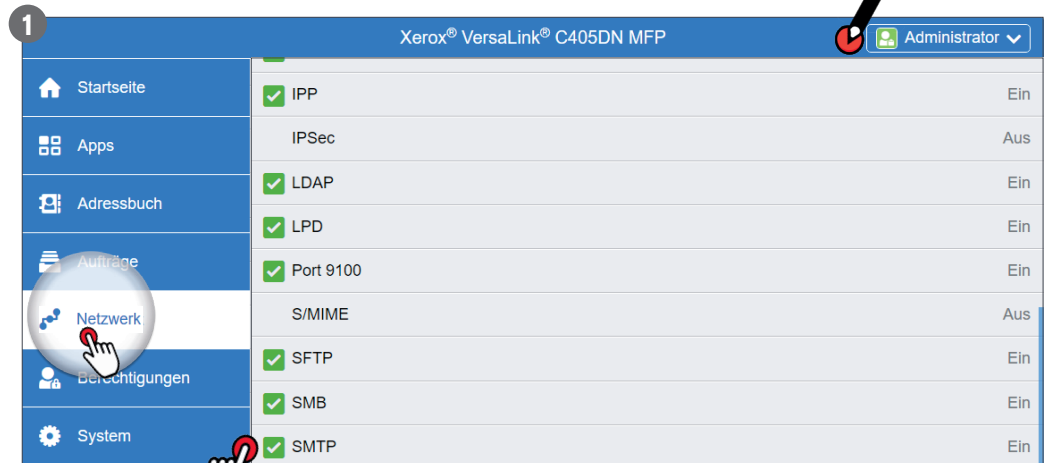 1
Xerox® VersaLink® C405DN MFP
Administrator
Startseite
Apps
Adressbuch
Aufträge
Netzwerk
Berechtigungen
System
IPP Ein
IPSec Aus
LDAP Ein
LPD Ein
Port 9100 Ein
S/MIME Aus
SFTP Ein
SMB Ein
SMTP Ein